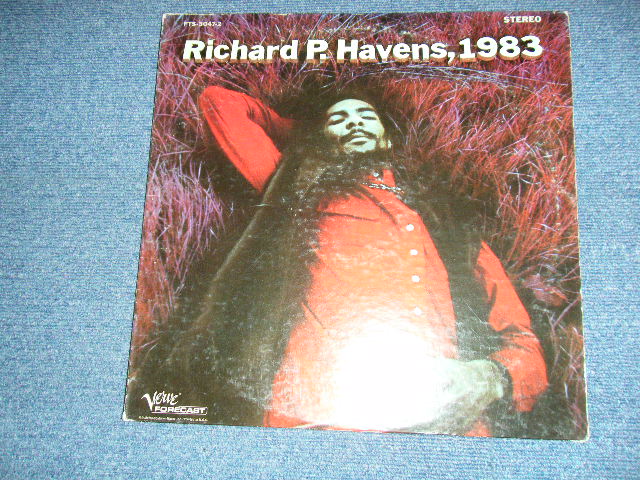 FTS-3047-2
STEREO
Richard P. Havens, 1983
Verve
FORECAST